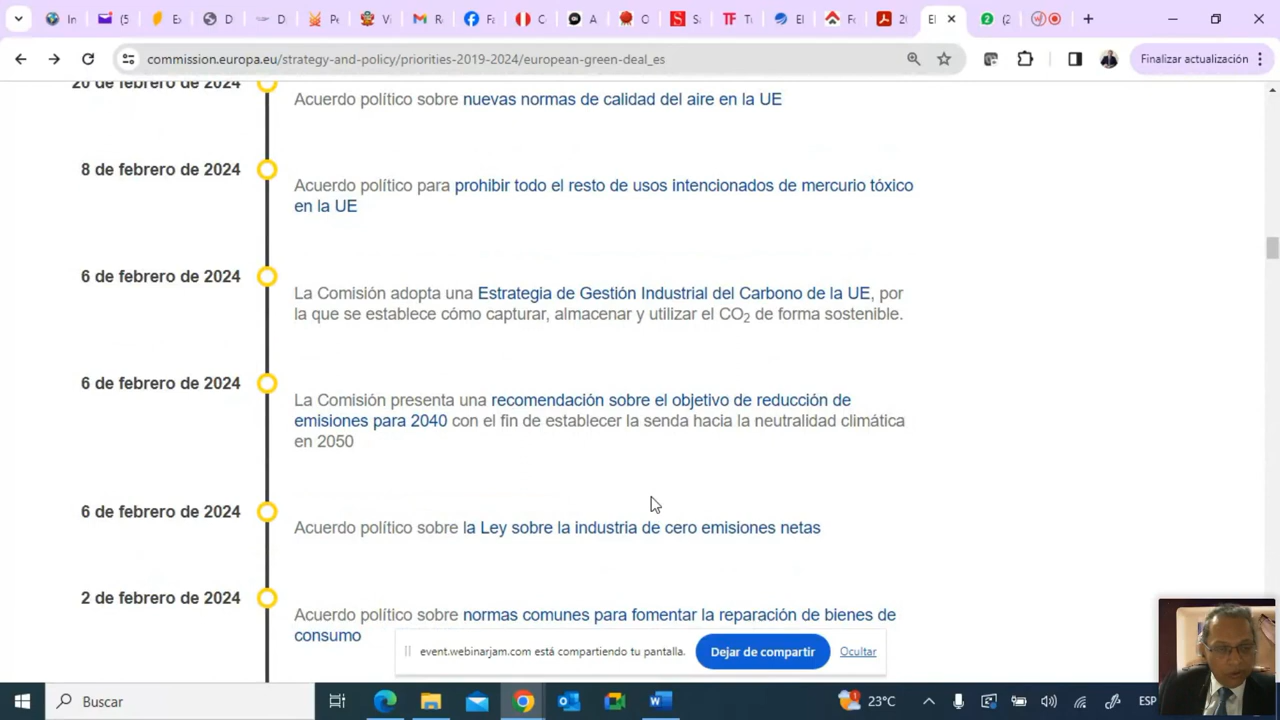 commission.europa.eu/strategy-and-policy/priorities-2019-2024/european-green-deal_es
Finalizar actualización
20 de febrero de 2024
Acuerdo político sobre nuevas normas de calidad del aire en la UE
8 de febrero de 2024
Acuerdo político para prohibir todo el resto de usos intencionados de mercurio tóxico
en la UE
6 de febrero de 2024
La Comisión adopta una Estrategia de Gestión Industrial del Carbono de la UE, por
la que se establece cómo capturar, almacenar y utilizar el CO2 de forma sostenible.
6 de febrero de 2024
La Comisión presenta una recomendación sobre el objetivo de reducción de
emisiones para 2040 con el fin de establecer la senda hacia la neutralidad climática
en 2050
6 de febrero de 2024
Acuerdo político sobre la Ley sobre la industria de cero emisiones netas
2 de febrero de 2024
Acuerdo político sobre normas comunes para fomentar la reparación de bienes de
consumo
event.webinarjam.com está compartiendo tu pantalla.
Dejar de compartir
Ocultar
Buscar
23°C
ESP